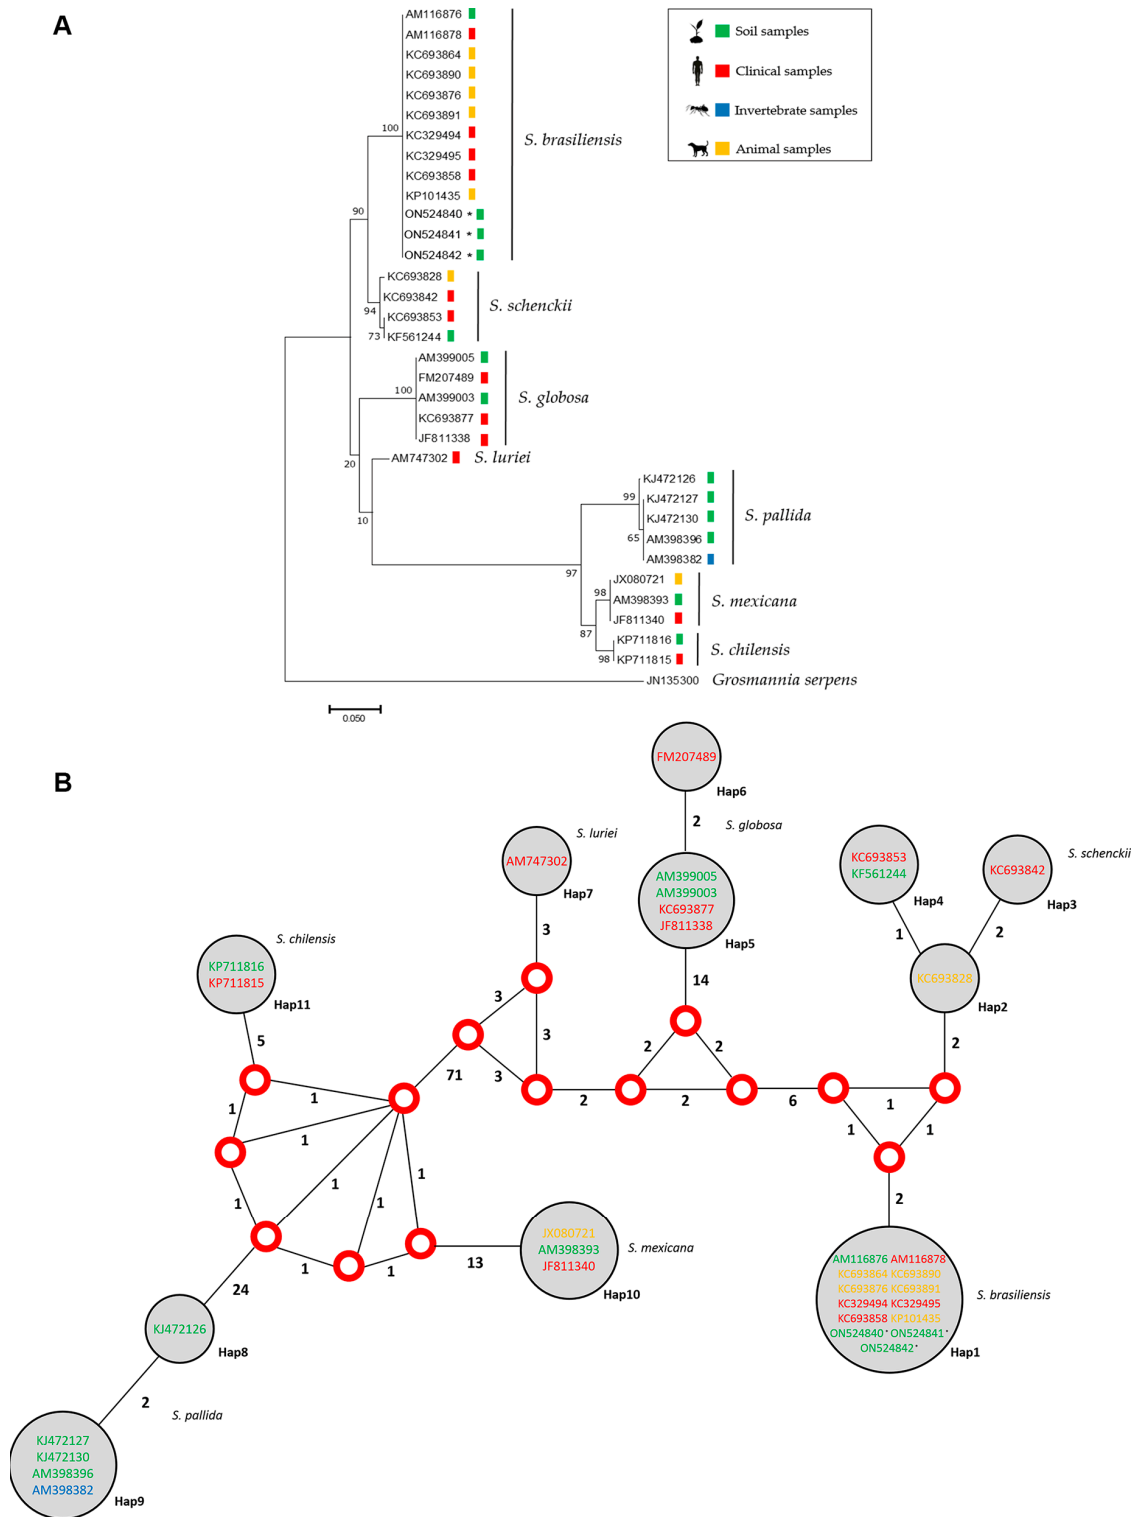 A
AM116876
AM116878
KC693864
KC693890
KC693876
KC693891
KC329494
KC329495
KC693858
KP101435
ON524840 *
ON524841 *
ON524842 *
100
S. brasiliensis
90
KC693828
KC693842
KC693853
KF561244
94
73
S. schenckii
AM399005
FM207489
AM399003
KC693877
JF811338
100
S. globosa
20
AM747302
S. luriei
10
KJ472126
KJ472127
KJ472130
AM398396
AM398382
99
65
S. pallida
97
JX080721
AM398393
JF811340
98
S. mexicana
87
KP711816
KP711815
98
S. chilensis
JN135300
Grosmannia serpens
0.050
Soil samples
Clinical samples
Invertebrate samples
Animal samples
B
FM207489
Hap6
2
S. globosa
AM399005
AM399003
KC693877
JF811338
Hap5
14
S. luriei
AM747302
Hap7
3
3
3
3
71
S. schenckii
KC693853
KF561244
Hap4
KC693842
Hap3
1
2
KC693828
Hap2
2
S. chilensis
KP711816
KP711815
Hap11
5
2
2
2
2
6
1
1
1
2
1
1
1
1
1
1
1
1
1
13
JX080721
AM398393
JF811340
Hap10
S. mexicana
AM116876 AM116878
KC693864 KC693890
KC693876 KC693891
KC329494 KC329495
KC693858 KP101435
ON524840* ON524841*
ON524842*
Hap1
S. brasiliensis
24
KJ472126
Hap8
2
S. pallida
KJ472127
KJ472130
AM398396
AM398382
Hap9